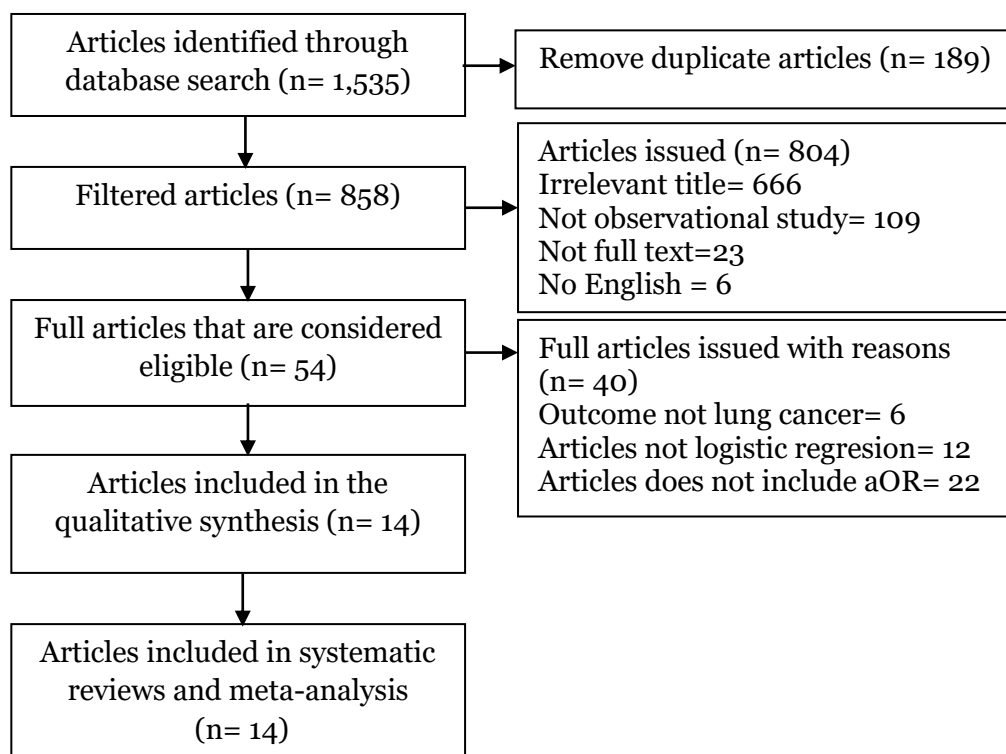 Articles identified through
database search (n= 1,535)
Remove duplicate articles (n= 189)
Filtered articles (n= 858)
Articles issued (n= 804)
Irrelevant title= 666
Not observational study= 109
Not full text=23
No English = 6
Full articles that are considered
eligible (n= 54)
Full articles issued with reasons
(n= 40)
Outcome not lung cancer= 6
Articles not logistic regresion= 12
Articles does not include aOR= 22
Articles included in the
qualitative synthesis (n= 14)
Articles included in systematic
reviews and meta-analysis
(n= 14)